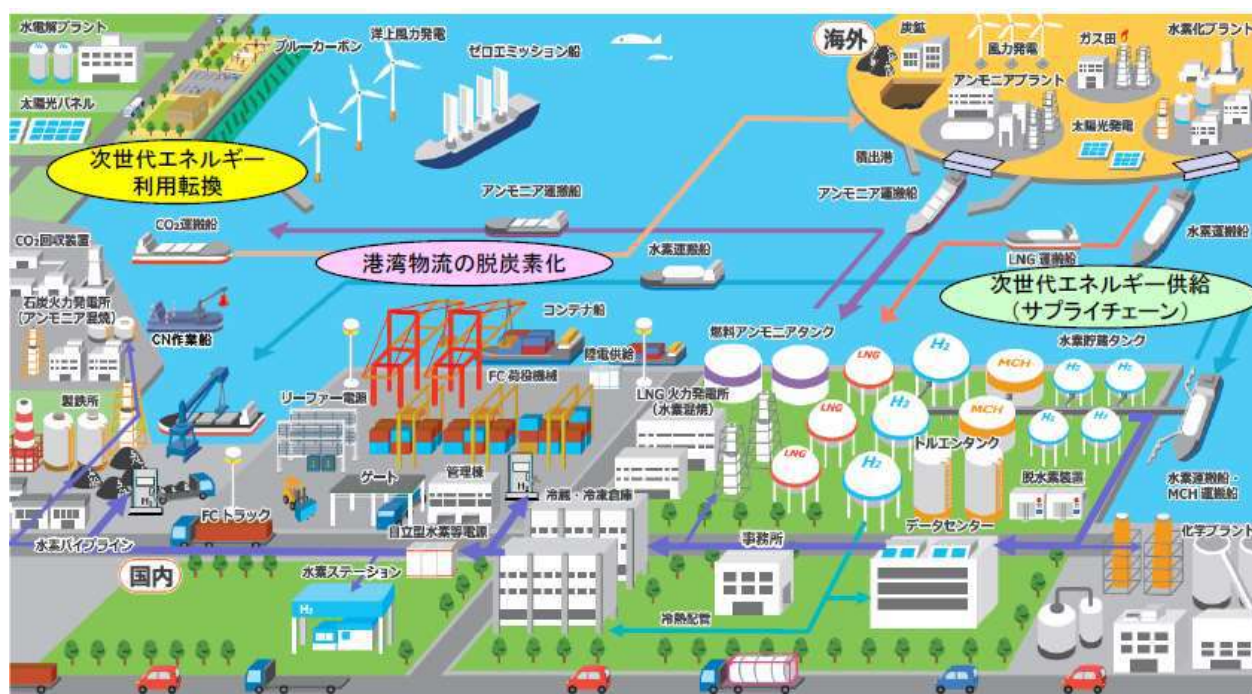 水電解プラント
ブルーカーボン
洋上風力発電
ゼロエミッション船
海外
炭鉱
風力発電
ガス田
水素化プラント
アンモニアプラント
太陽光パネル
太陽光発電
次世代エネルギー
利用転換
積出港
アンモニア運搬船
アンモニア運搬船
CO₂運搬船
水素運搬船
CO₂回収装置
水素運搬船
LNG 運搬船
港湾物流の脱炭素化
次世代エネルギー供給
(サプライチェーン)
石炭火力発電所
(アンモニア混焼)
CN作業船
コンテナ船
陸電供給
燃料アンモニアタンク
水素貯蔵タンク
FC 荷役機械
リーファー電源
LNG 火力発電所
(水素混焼)
LNG
H₂
MCH
H₂
H₂
製鉄所
LNG
H₂
MCH
H₂
H₂
トルエンタンク
LNG
H₂
脱水素装置
水素運搬船・
MCH 運搬船
ゲート
管理棟
H₂
H₂
冷蔵・冷凍倉庫
FCトラック
自立型水素等電源
データセンター
化学プラント
水素パイプライン
事務所
国内
水素ステーション
H₂
冷熱配管